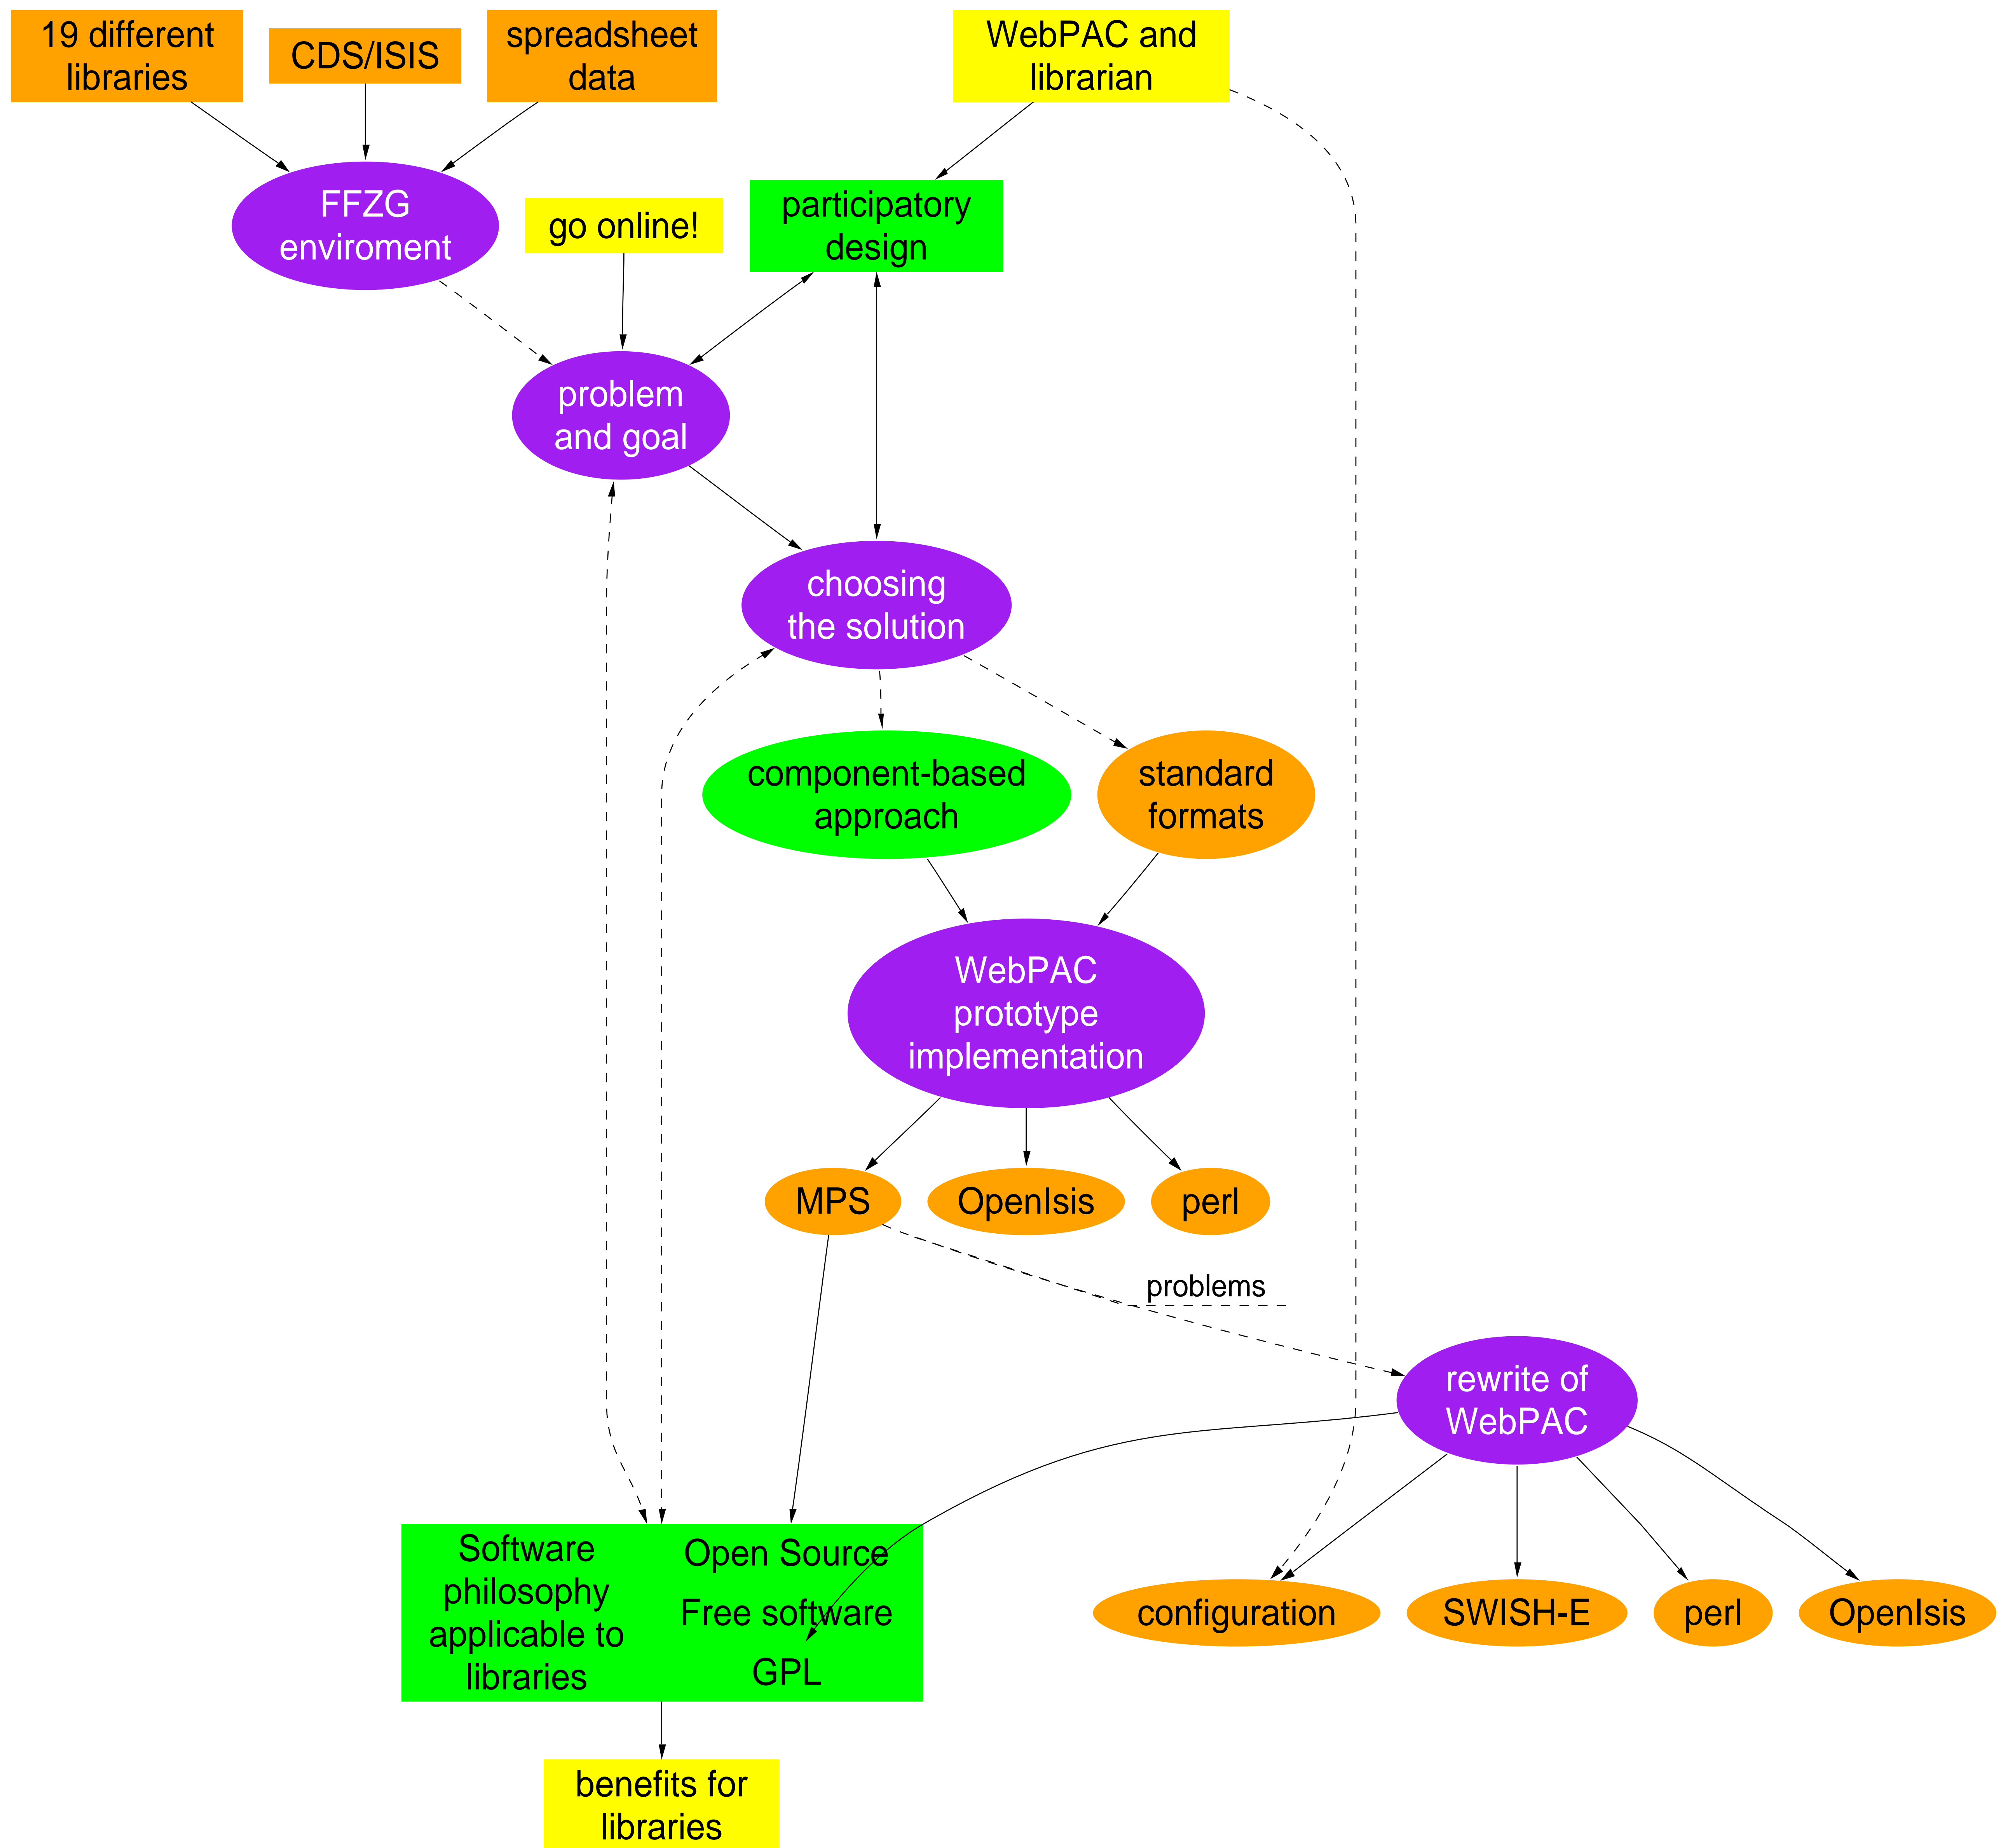 19 different
libraries
CDS/ISIS
spreadsheet
data
WebPAC and
librarian
FFZG
enviroment
go online!
participatory
design
problem
and goal
choosing
the solution
component-based
approach
standard
formats
WebPAC
prototype
implementation
MPS
OpenIsis
perl
problems
rewrite of
WebPAC
Software
philosophy
applicable to
libraries
Open Source
Free software
GPL
configuration
SWISH-E
perl
OpenIsis
benefits for
libraries